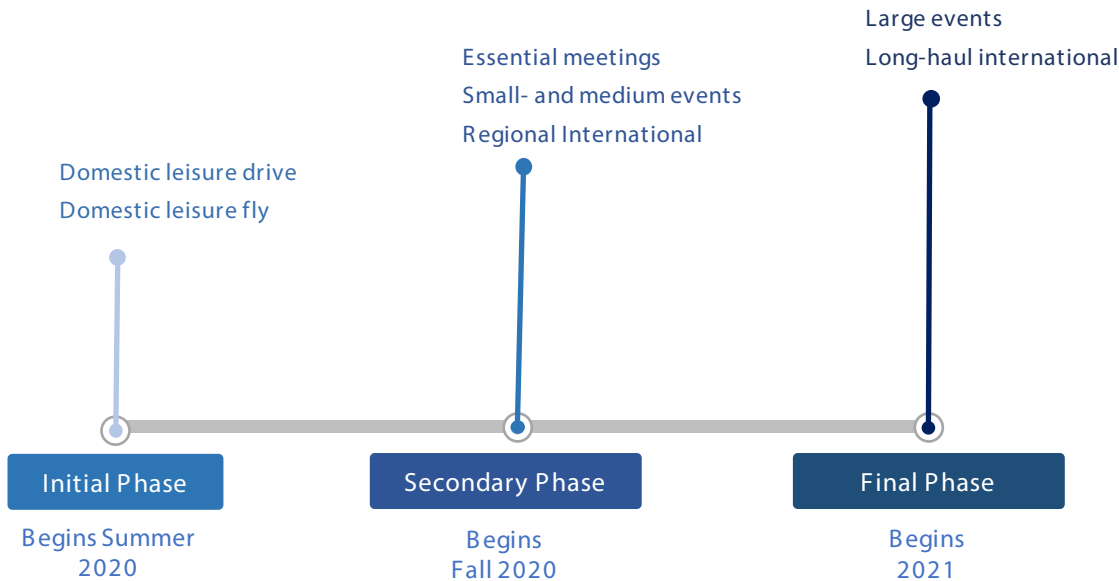 Domestic leisure drive
Domestic leisure fly
Initial Phase
Begins Summer
2020
Essential meetings
Small- and medium events
Regional International
Secondary Phase
Begins
Fall 2020
Large events
Long-haul international
Final Phase
Begins
2021